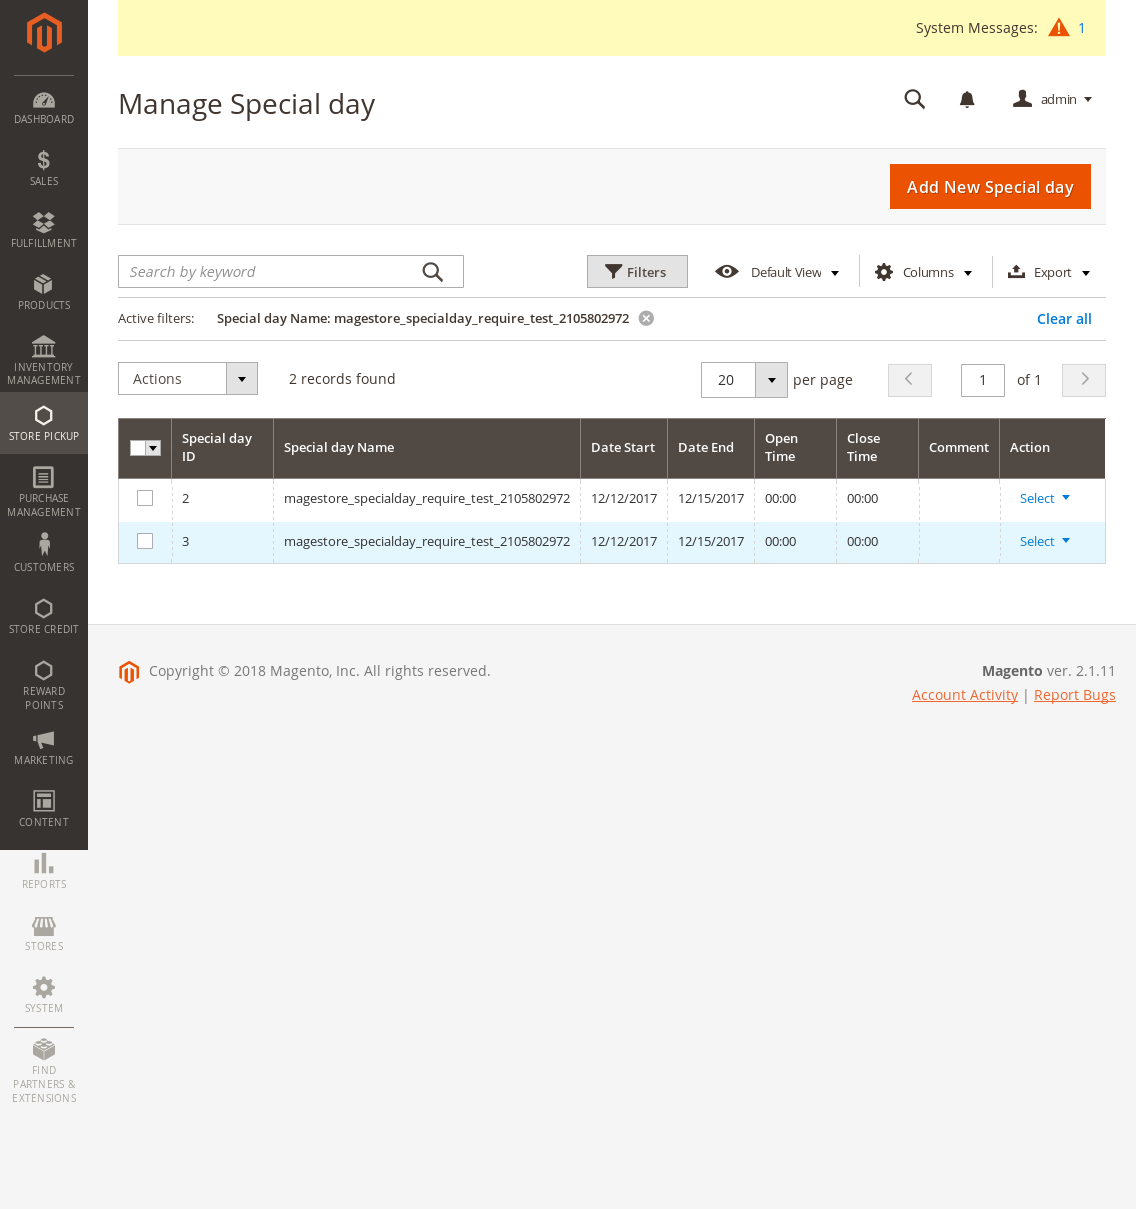 System Messages: 1
Manage Special day
admin
Add New Special day
Search by keyword
Filters
Default View
Columns
Export
Active filters:
Special day Name: magestore_specialday_require_test_2105802972
Clear all
Actions
2 records found
20
per page
1
of 1
Special day ID
Special day Name
Date Start
Date End
Open Time
Close Time
Comment
Action
2 magestore_specialday_require_test_2105802972 12/12/2017 12/15/2017 00:00 00:00 Select
3 magestore_specialday_require_test_2105802972 12/12/2017 12/15/2017 00:00 00:00 Select
Copyright © 2018 Magento, Inc. All rights reserved.
Magento ver. 2.1.11
Account Activity | Report Bugs
DASHBOARD
$
SALES
FULFILLMENT
PRODUCTS
INVENTORY
MANAGEMENT
STORE PICKUP
PURCHASE
MANAGEMENT
CUSTOMERS
STORE CREDIT
REWARD
POINTS
MARKETING
CONTENT
REPORTS
STORES
SYSTEM
FIND
PARTNERS &
EXTENSIONS